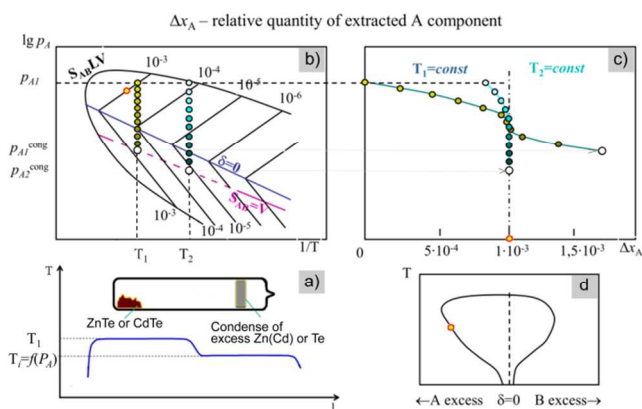 Δx_A – relative quantity of extracted A component
lg p_A
S_AB LV
b)
c)
10^-3
10^-4
10^-5
10^-6
T_1=const
T_2=const
p_A1
p_A1^cong
p_A2^cong
δ=0
S_AB=V
10^-3
10^-4
10^-5
10^-6
T_1
T_2
1/T
0
5·10^-4
1·10^-3
1,5·10^-3
Δx_A
T
a)
ZnTe or CdTe
Condense of
excess Zn(Cd) or Te
T_1
T_i=f(P_A)
l
T
d
←A excess
δ=0
B excess→